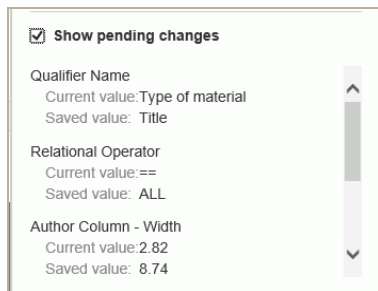 Show pending changes
Qualifier Name
Current value:Type of material
Saved value: Title
Relational Operator
Current value:==
Saved value: ALL
Author Column - Width
Current value:2.82
Saved value: 8.74